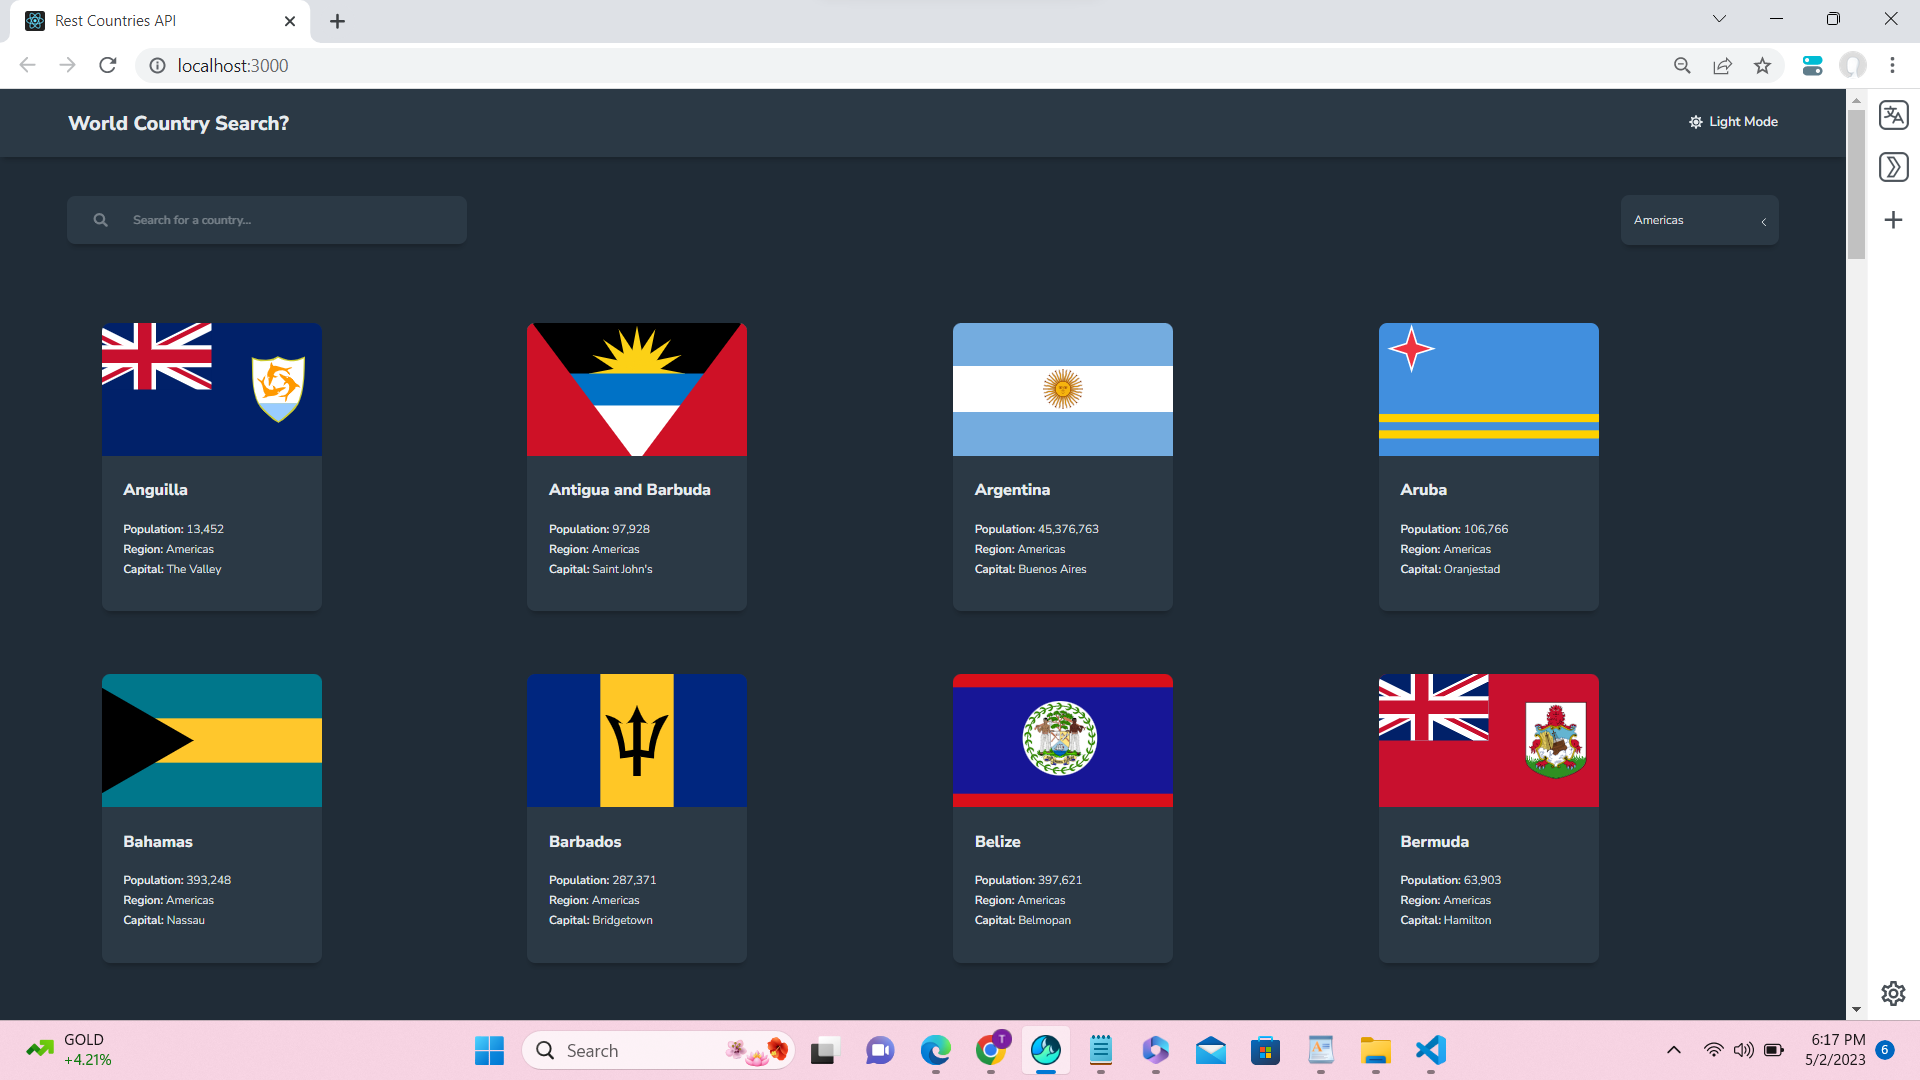 Rest Countries API
localhost:3000
World Country Search?
Light Mode
Search for a country...
Americas
Anguilla
Population: 13,452
Region: Americas
Capital: The Valley
Antigua and Barbuda
Population: 97,928
Region: Americas
Capital: Saint John's
Argentina
Population: 45,376,763
Region: Americas
Capital: Buenos Aires
Aruba
Population: 106,766
Region: Americas
Capital: Oranjestad
Bahamas
Population: 393,248
Region: Americas
Capital: Nassau
Barbados
Population: 287,371
Region: Americas
Capital: Bridgetown
Belize
Population: 397,621
Region: Americas
Capital: Belmopan
Bermuda
Population: 63,903
Region: Americas
Capital: Hamilton
GOLD
+4.21%
Search
T
6:17 PM
5/2/2023
6